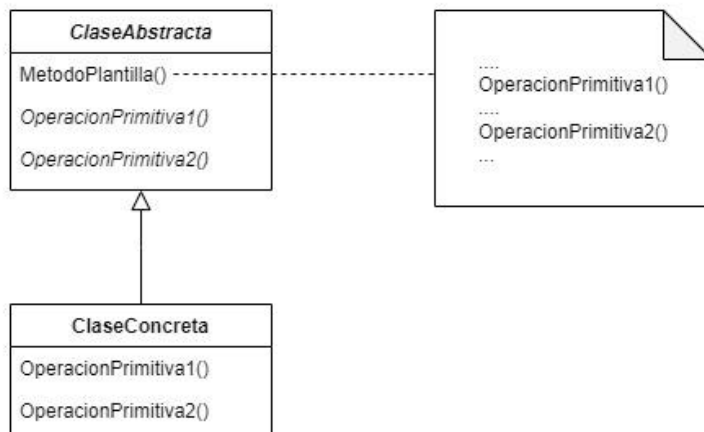 ClaseAbstracta
MetodoPlantilla()
OperacionPrimitiva1()
OperacionPrimitiva2()
....
OperacionPrimitiva1()
....
OperacionPrimitiva2()
...
ClaseConcreta
OperacionPrimitiva1()
OperacionPrimitiva2()